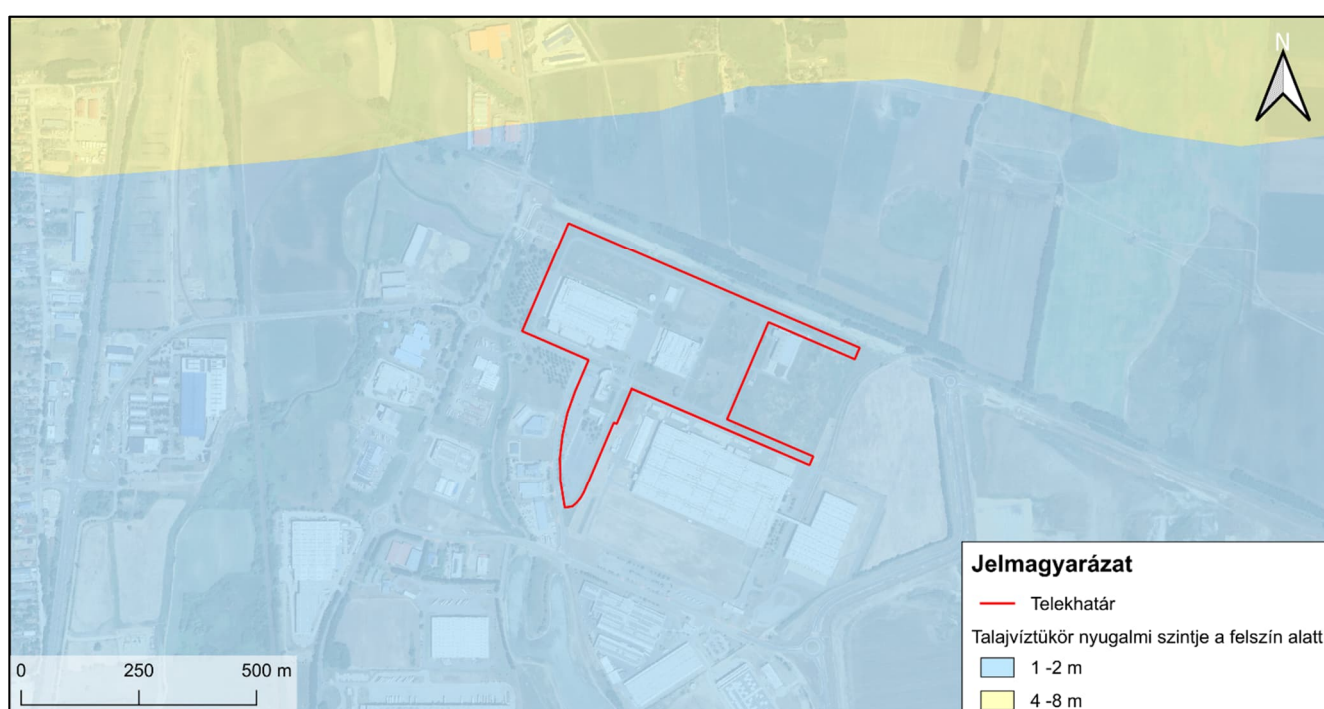 N
Jelmagyarázat
Telekhatár
Talajvíztükör nyugalmi szintje a felszín alatt
1 -2 m
4 -8 m
0 250 500 m